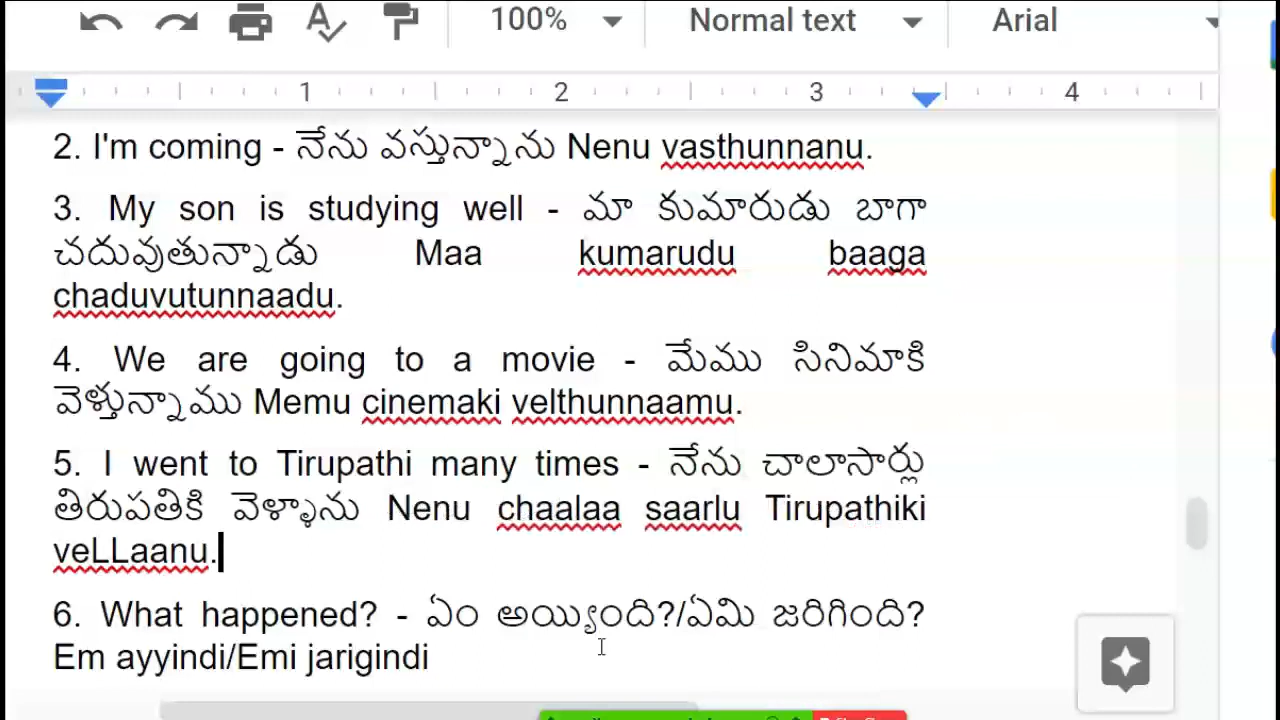 100% Normal text Arial
1 2 3 4
2. I'm coming - నేను వస్తున్నాను Nenu vasthunnanu.
3. My son is studying well - మా కుమారుడు బాగా
చదువుతున్నాడు Maa kumarudu baaga
chaduvutunnaadu.
4. We are going to a movie - మేము సినిమాకి
వెళ్తున్నాము Memu cinemaki velthunnaamu.
5. I went to Tirupathi many times - నేను చాలాసార్లు
తిరుపతికి వెళ్ళాను Nenu chaalaa saarlu Tirupathiki
veLLaanu.
6. What happened? - ఏం అయ్యింది?/ఏమి జరిగింది?
Em ayyindi/Emi jarigindi